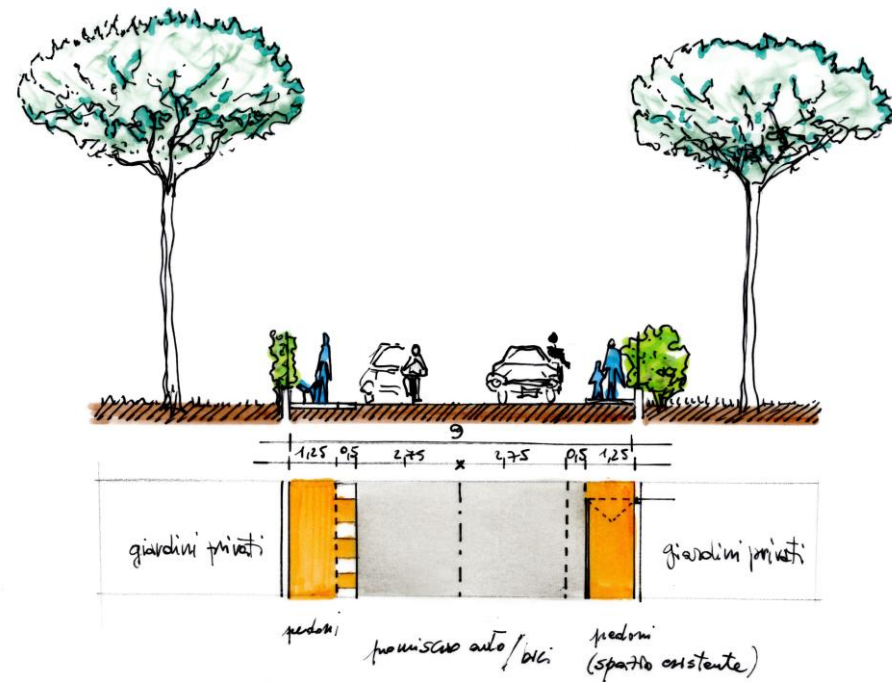 9
1,25 0,5 2,75 x 2,75 0,5 1,25
giardini privati
giardini privati
pedoni
promiscuo auto/bici
pedoni
(spazio esistente)